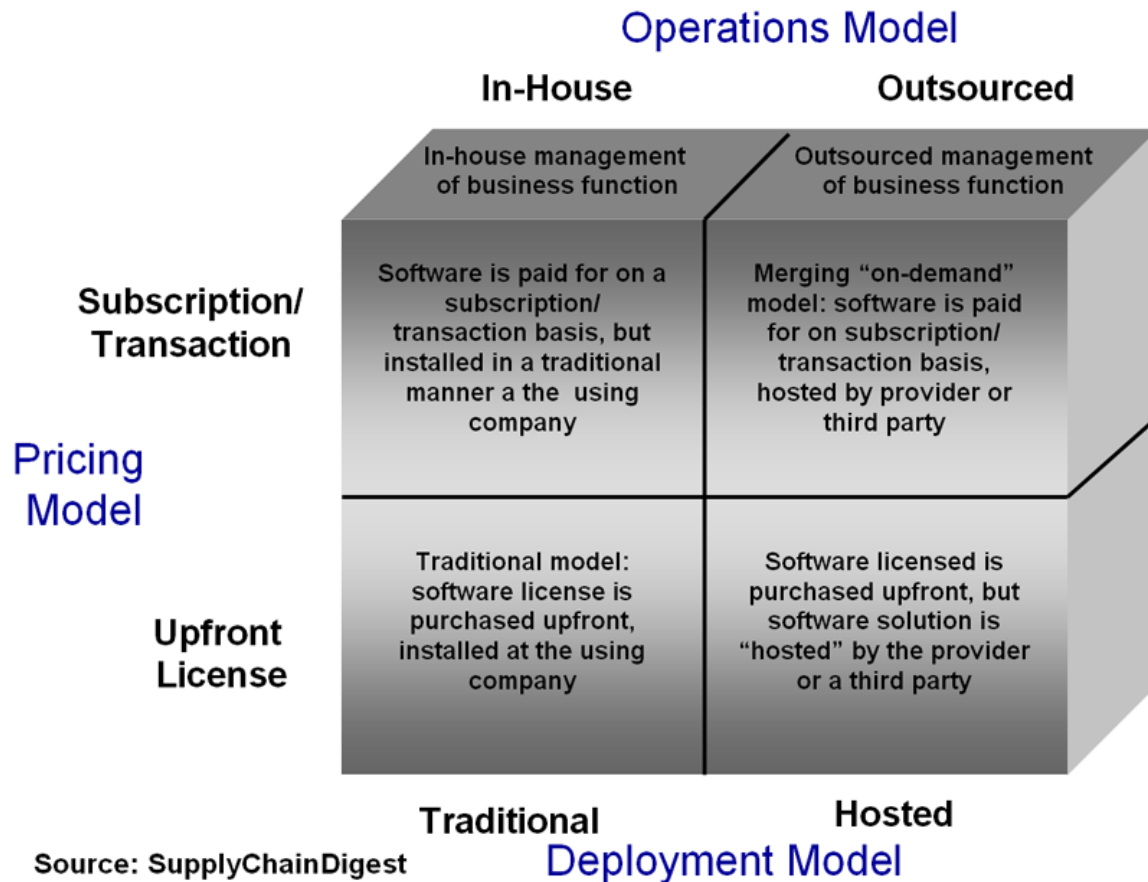 Operations Model
In-House
Outsourced
In-house management
of business function
Outsourced management
of business function
Subscription/
Transaction
Software is paid for on a
subscription/
transaction basis, but
installed in a traditional
manner a the  using
company
Merging “on-demand”
model: software is paid
for on subscription/
transaction basis,
hosted by provider or
third party
Pricing
Model
Upfront
License
Traditional model:
software license is
purchased upfront,
installed at the using
company
Software licensed is
purchased upfront, but
software solution is
“hosted” by the provider
or a third party
Traditional
Hosted
Source: SupplyChainDigest
Deployment Model